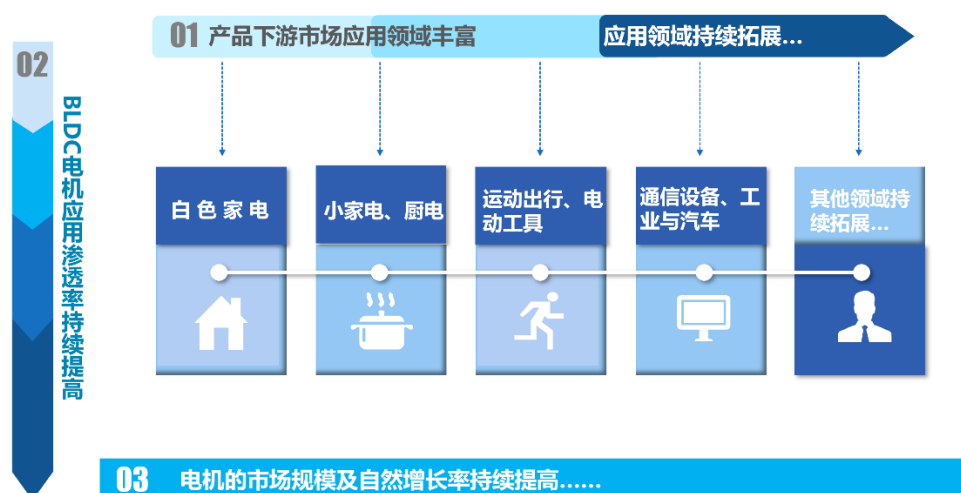 01 产品下游市场应用领域丰富
应用领域持续拓展...
02
BLDC电机应用渗透率持续提高
白色家电
小家电、厨电
运动出行、电
动工具
通信设备、工
业与汽车
其他领域持
续拓展...
03 电机的市场规模及自然增长率持续提高......